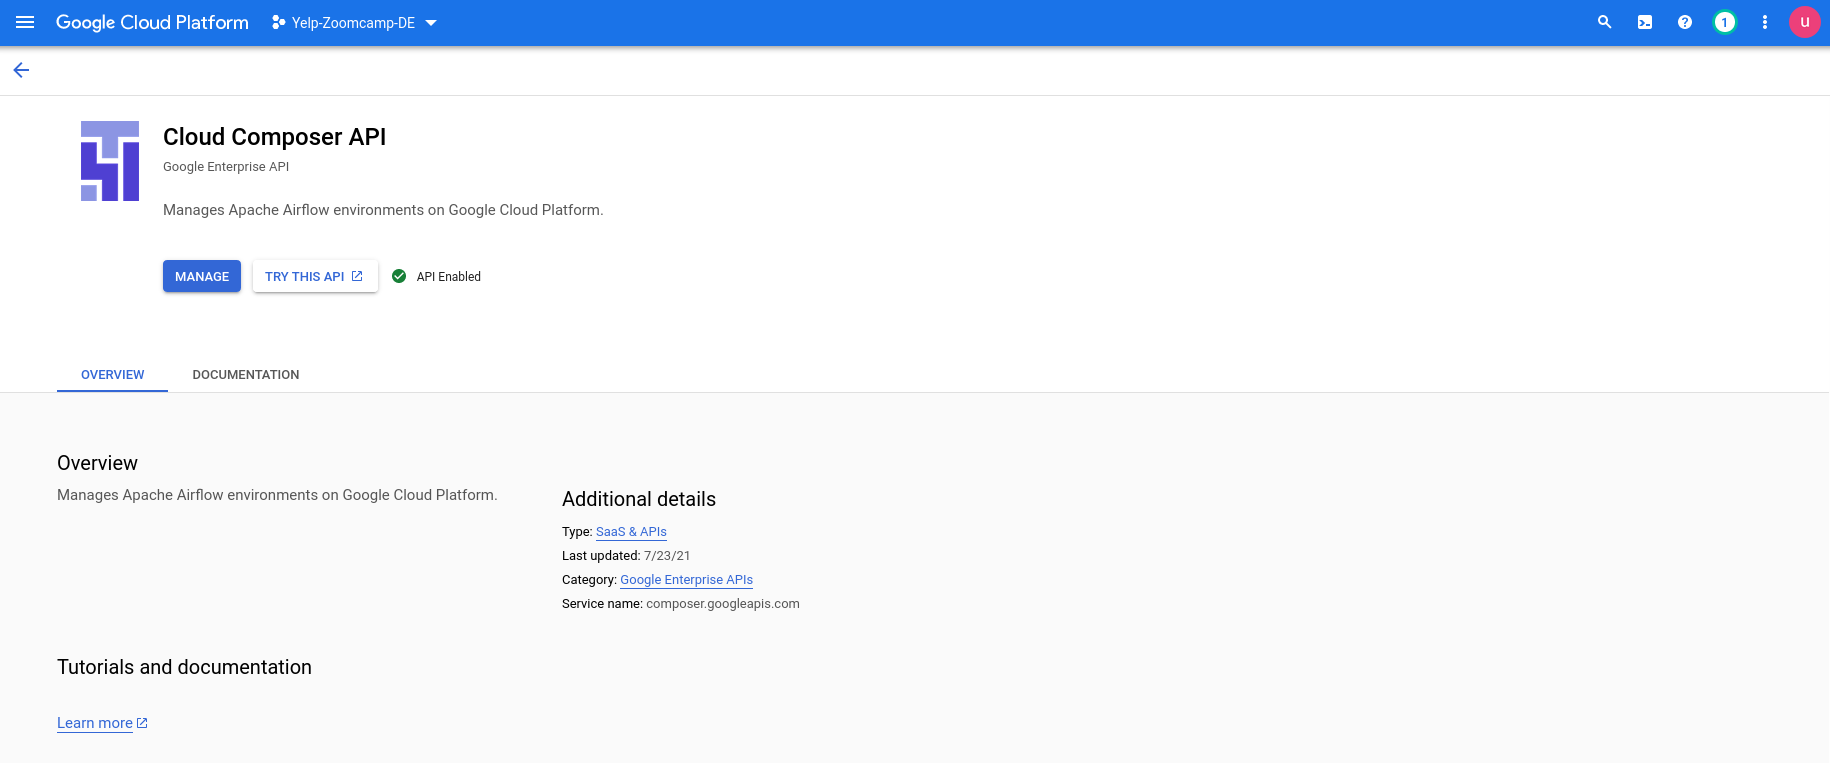 Google Cloud Platform Yelp-Zoomcamp-DE 1 u
Cloud Composer API
Google Enterprise API
Manages Apache Airflow environments on Google Cloud Platform.
MANAGE TRY THIS API API Enabled
OVERVIEW DOCUMENTATION
Overview
Manages Apache Airflow environments on Google Cloud Platform.
Additional details
Type: SaaS & APIs
Last updated: 7/23/21
Category: Google Enterprise APIs
Service name: composer.googleapis.com
Tutorials and documentation
Learn more